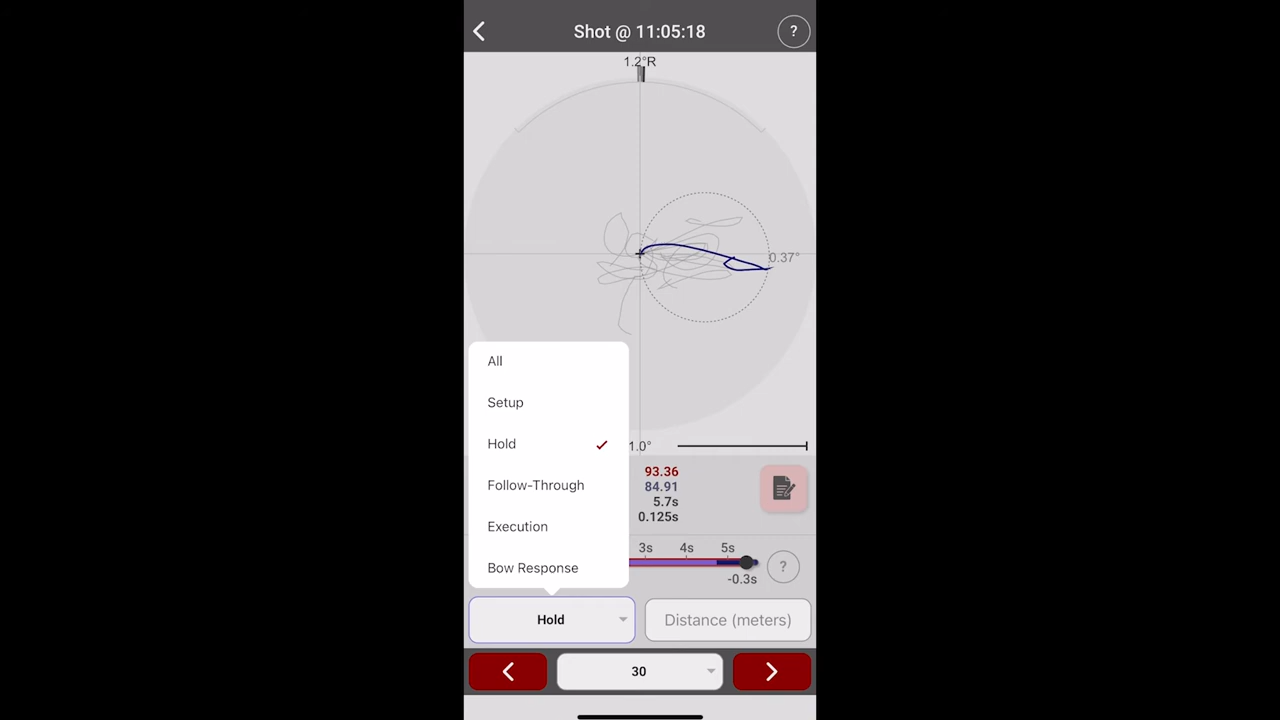 Shot @ 11:05:18
?
1.2°R
0.37°
All
Setup
Hold
Follow-Through
Execution
Bow Response
1.0°
93.36
84.91
5.7s
0.125s
3s 4s 5s
?
-0.3s
Hold
Distance (meters)
30